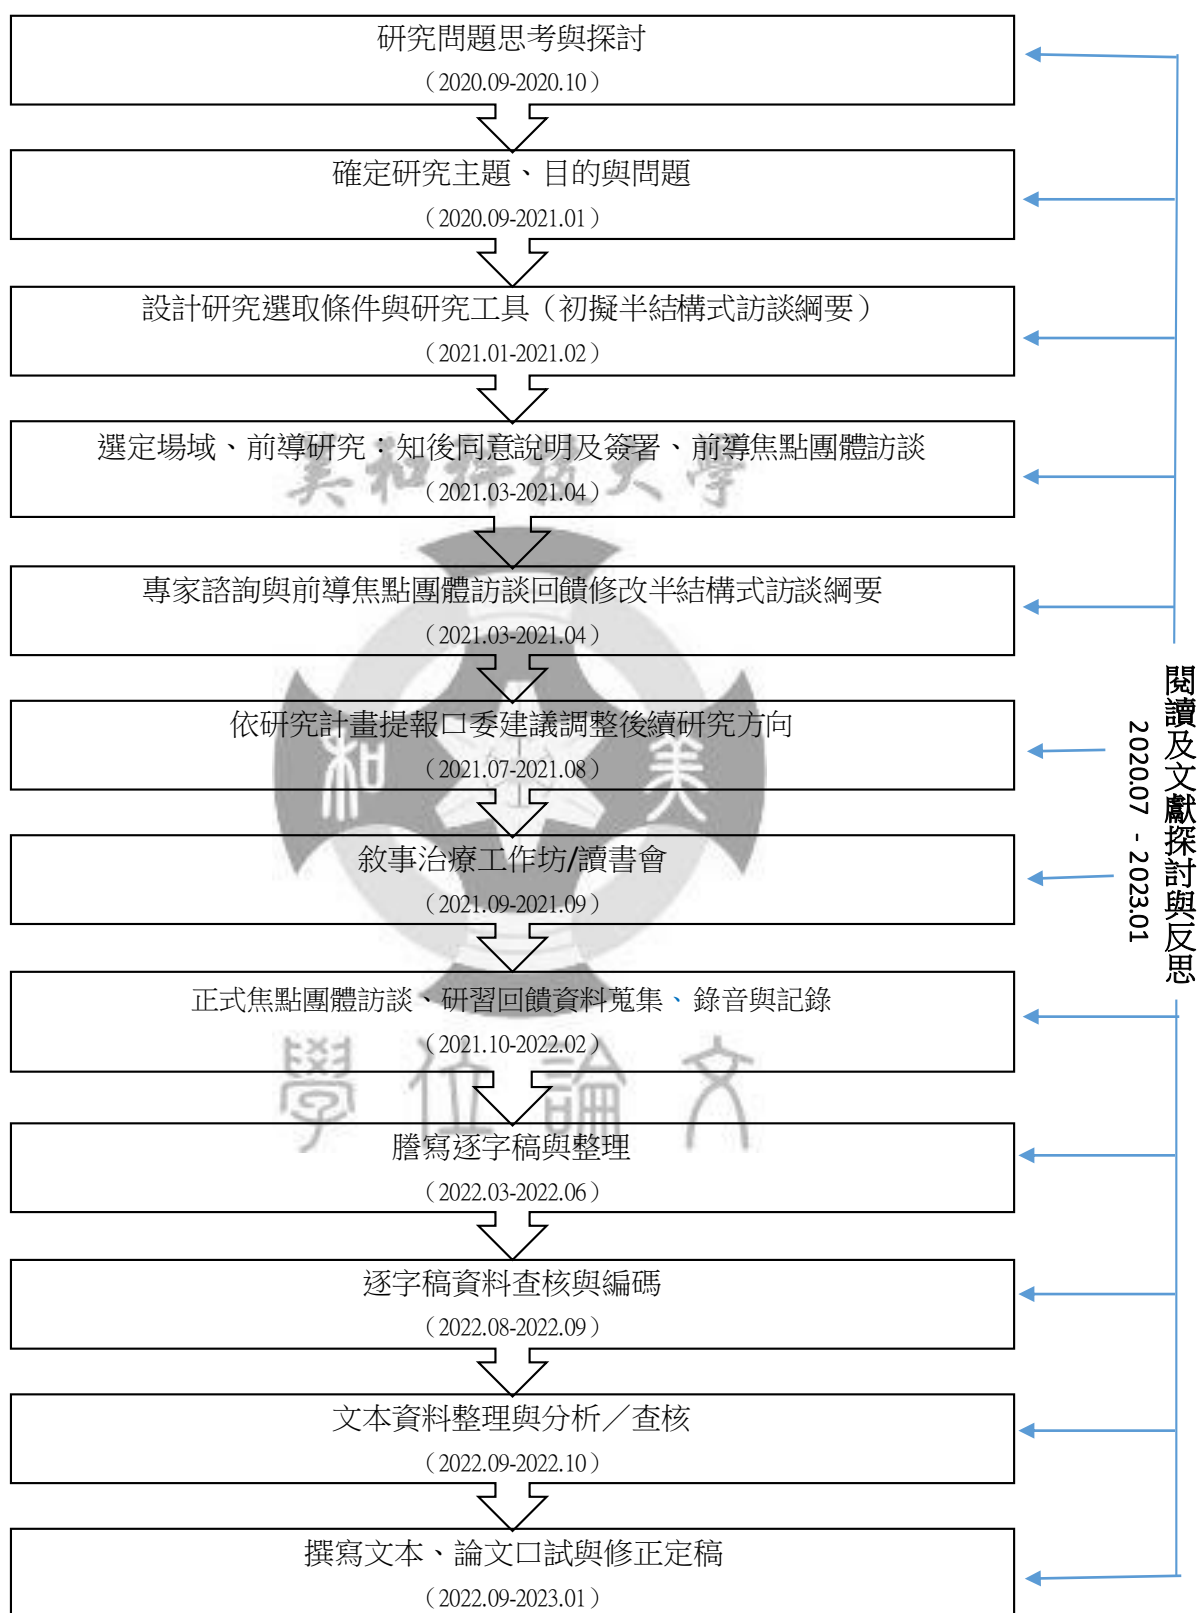 研究問題思考與探討
（2020.09-2020.10）
確定研究主題、目的與問題
（2020.09-2021.01）
設計研究選取條件與研究工具（初擬半結構式訪談綱要）
（2021.01-2021.02）
選定場域、前導研究：知後同意說明及簽署、前導焦點團體訪談
（2021.03-2021.04）
美和科技大學
專家諮詢與前導焦點團體訪談回饋修改半結構式訪談綱要
（2021.03-2021.04）
依研究計畫提報口委建議調整後續研究方向
（2021.07-2021.08）
和 美
敘事治療工作坊/讀書會
（2021.09-2021.09）
正式焦點團體訪談、研習回饋資料蒐集、錄音與記錄
（2021.10-2022.02）
學位論文
謄寫逐字稿與整理
（2022.03-2022.06）
逐字稿資料查核與編碼
（2022.08-2022.09）
文本資料整理與分析／查核
（2022.09-2022.10）
撰寫文本、論文口試與修正定稿
（2022.09-2023.01）
閱讀及文獻探討與反思
2020.07 - 2023.01